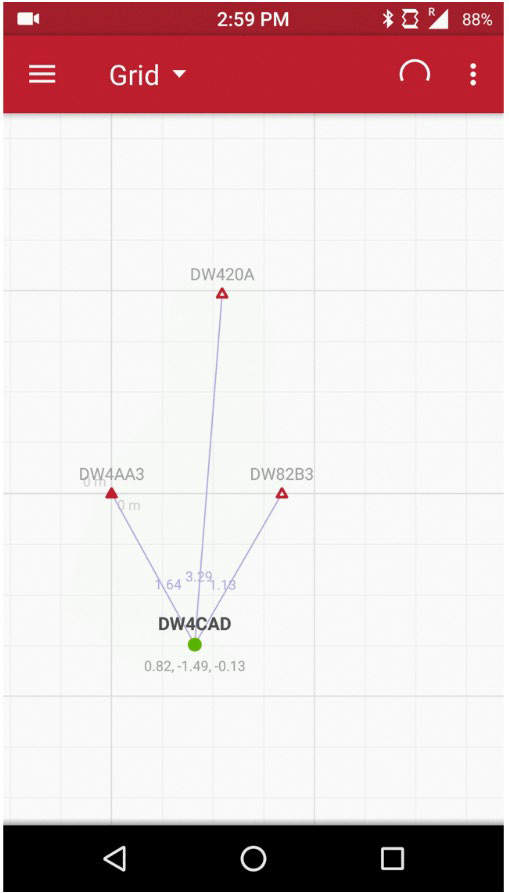 2:59 PM R 88%
Grid
DW420A
DW4AA3 DW82B3
0 m
0 m
3.29
1.64 1.13
DW4CAD
0.82, -1.49, -0.13